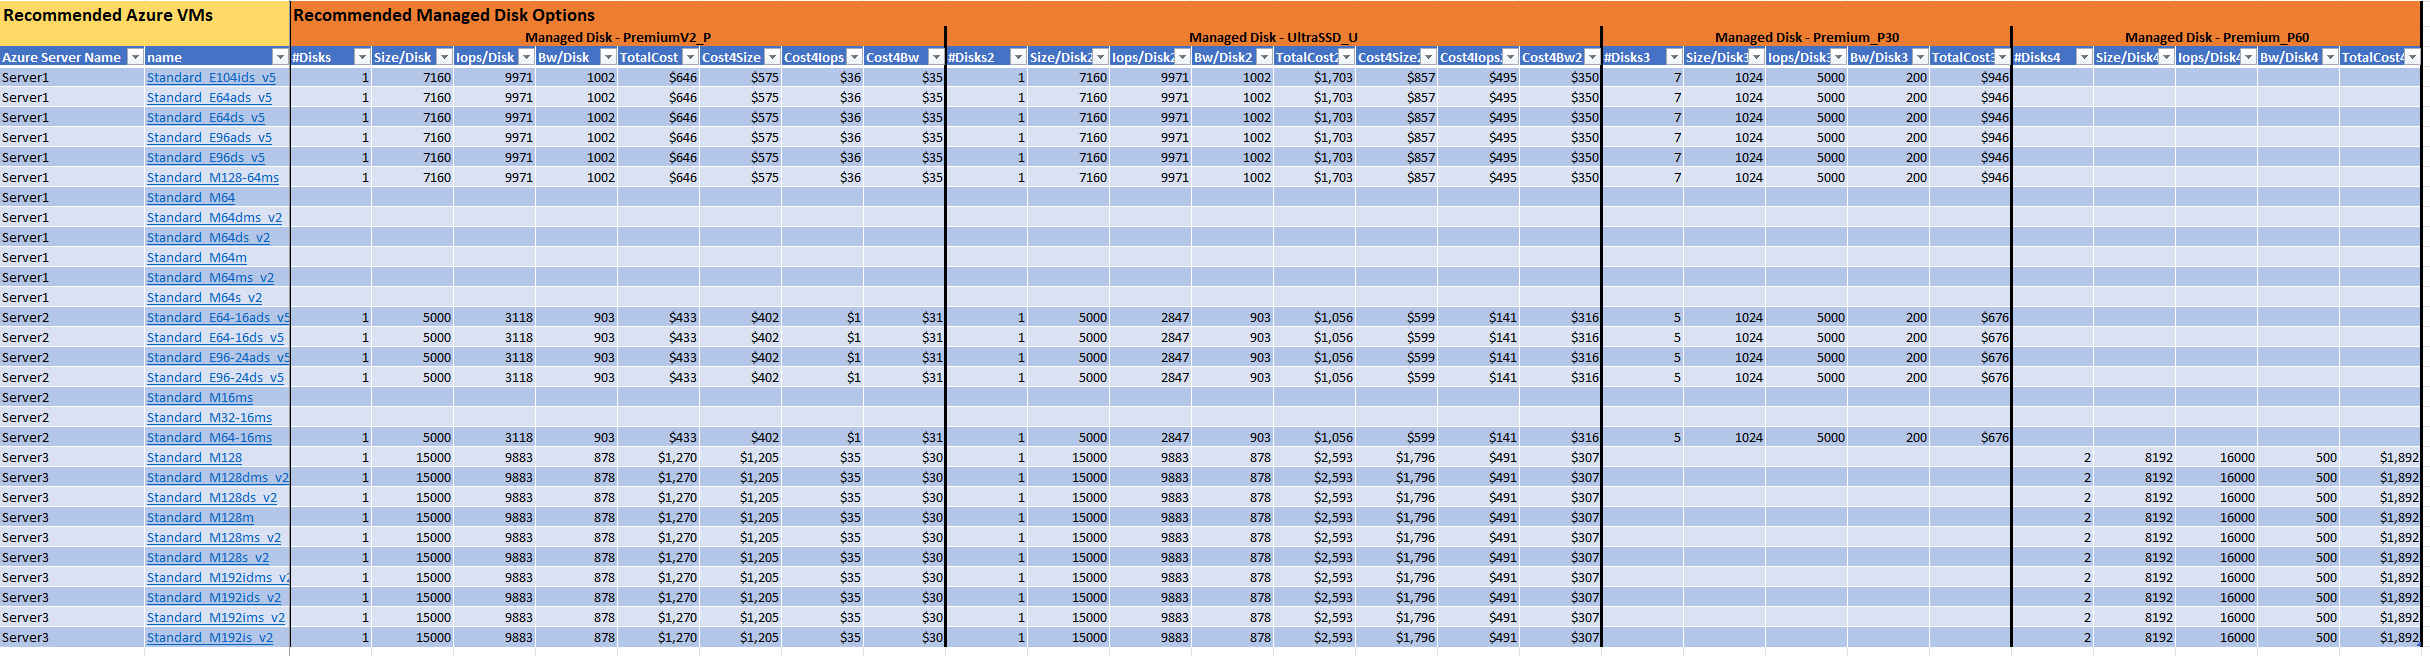 Recommended Azure VMs Recommended Managed Disk Options
Managed Disk - PremiumV2_P Managed Disk - UltraSSD_U Managed Disk - Premium_P30 Managed Disk - Premium_P60
Azure Server Name name #Disks Size/Disk Iops/Disk Bw/Disk TotalCost Cost4Size Cost4Iops Cost4Bw #Disks2 Size/Disk2 Iops/Disk2 Bw/Disk2 TotalCost2 Cost4Size2 Cost4Iops2 Cost4Bw2 #Disks3 Size/Disk3 Iops/Disk3 Bw/Disk3 TotalCost3 #Disks4 Size/Disk4 Iops/Disk4 Bw/Disk4 TotalCost4
Server1 Standard_E104ids_v5 1 7160 9971 1002 $646 $575 $36 $35 1 7160 9971 1002 $1,703 $857 $495 $350 7 1024 5000 200 $946
Server1 Standard_E64ads_v5 1 7160 9971 1002 $646 $575 $36 $35 1 7160 9971 1002 $1,703 $857 $495 $350 7 1024 5000 200 $946
Server1 Standard_E64ds_v5 1 7160 9971 1002 $646 $575 $36 $35 1 7160 9971 1002 $1,703 $857 $495 $350 7 1024 5000 200 $946
Server1 Standard_E96ads_v5 1 7160 9971 1002 $646 $575 $36 $35 1 7160 9971 1002 $1,703 $857 $495 $350 7 1024 5000 200 $946
Server1 Standard_E96ds_v5 1 7160 9971 1002 $646 $575 $36 $35 1 7160 9971 1002 $1,703 $857 $495 $350 7 1024 5000 200 $946
Server1 Standard_M128-64ms 1 7160 9971 1002 $646 $575 $36 $35 1 7160 9971 1002 $1,703 $857 $495 $350 7 1024 5000 200 $946
Server1 Standard_M64
Server1 Standard_M64dms_v2
Server1 Standard_M64ds_v2
Server1 Standard_M64m
Server1 Standard_M64ms_v2
Server1 Standard_M64s_v2
Server2 Standard_E64-16ads_v5 1 5000 3118 903 $433 $402 $1 $31 1 5000 2847 903 $1,056 $599 $141 $316 5 1024 5000 200 $676
Server2 Standard_E64-16ds_v5 1 5000 3118 903 $433 $402 $1 $31 1 5000 2847 903 $1,056 $599 $141 $316 5 1024 5000 200 $676
Server2 Standard_E96-24ads_v5 1 5000 3118 903 $433 $402 $1 $31 1 5000 2847 903 $1,056 $599 $141 $316 5 1024 5000 200 $676
Server2 Standard_E96-24ds_v5 1 5000 3118 903 $433 $402 $1 $31 1 5000 2847 903 $1,056 $599 $141 $316 5 1024 5000 200 $676
Server2 Standard_M16ms
Server2 Standard_M32-16ms
Server2 Standard_M64-16ms 1 5000 3118 903 $433 $402 $1 $31 1 5000 2847 903 $1,056 $599 $141 $316 5 1024 5000 200 $676
Server3 Standard_M128 1 15000 9883 878 $1,270 $1,205 $35 $30 1 15000 9883 878 $2,593 $1,796 $491 $307 2 8192 16000 500 $1,892
Server3 Standard_M128dms_v2 1 15000 9883 878 $1,270 $1,205 $35 $30 1 15000 9883 878 $2,593 $1,796 $491 $307 2 8192 16000 500 $1,892
Server3 Standard_M128ds_v2 1 15000 9883 878 $1,270 $1,205 $35 $30 1 15000 9883 878 $2,593 $1,796 $491 $307 2 8192 16000 500 $1,892
Server3 Standard_M128m 1 15000 9883 878 $1,270 $1,205 $35 $30 1 15000 9883 878 $2,593 $1,796 $491 $307 2 8192 16000 500 $1,892
Server3 Standard_M128ms_v2 1 15000 9883 878 $1,270 $1,205 $35 $30 1 15000 9883 878 $2,593 $1,796 $491 $307 2 8192 16000 500 $1,892
Server3 Standard_M128s_v2 1 15000 9883 878 $1,270 $1,205 $35 $30 1 15000 9883 878 $2,593 $1,796 $491 $307 2 8192 16000 500 $1,892
Server3 Standard_M192idms_v2 1 15000 9883 878 $1,270 $1,205 $35 $30 1 15000 9883 878 $2,593 $1,796 $491 $307 2 8192 16000 500 $1,892
Server3 Standard_M192ids_v2 1 15000 9883 878 $1,270 $1,205 $35 $30 1 15000 9883 878 $2,593 $1,796 $491 $307 2 8192 16000 500 $1,892
Server3 Standard_M192ims_v2 1 15000 9883 878 $1,270 $1,205 $35 $30 1 15000 9883 878 $2,593 $1,796 $491 $307 2 8192 16000 500 $1,892
Server3 Standard_M192is_v2 1 15000 9883 878 $1,270 $1,205 $35 $30 1 15000 9883 878 $2,593 $1,796 $491 $307 2 8192 16000 500 $1,892